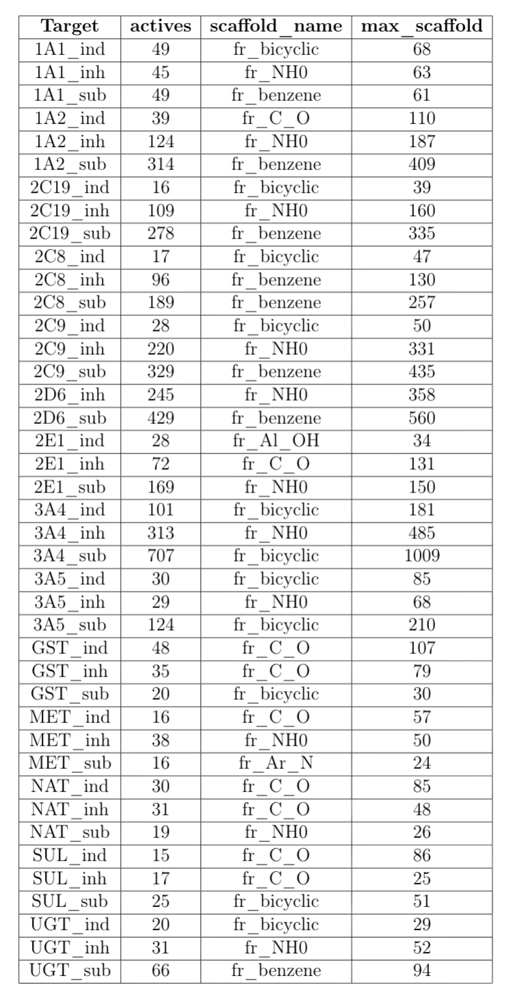 Target actives scaffold_name max_scaffold
1A1_ind 49 fr_bicyclic 68
1A1_inh 45 fr_NH0 63
1A1_sub 49 fr_benzene 61
1A2_ind 39 fr_C_O 110
1A2_inh 124 fr_NH0 187
1A2_sub 314 fr_benzene 409
2C19_ind 16 fr_bicyclic 39
2C19_inh 109 fr_NH0 160
2C19_sub 278 fr_benzene 335
2C8_ind 17 fr_bicyclic 47
2C8_inh 96 fr_benzene 130
2C8_sub 189 fr_benzene 257
2C9_ind 28 fr_bicyclic 50
2C9_inh 220 fr_NH0 331
2C9_sub 329 fr_benzene 435
2D6_inh 245 fr_NH0 358
2D6_sub 429 fr_benzene 560
2E1_ind 28 fr_Al_OH 34
2E1_inh 72 fr_C_O 131
2E1_sub 169 fr_NH0 150
3A4_ind 101 fr_bicyclic 181
3A4_inh 313 fr_NH0 485
3A4_sub 707 fr_bicyclic 1009
3A5_ind 30 fr_bicyclic 85
3A5_inh 29 fr_NH0 68
3A5_sub 124 fr_bicyclic 210
GST_ind 48 fr_C_O 107
GST_inh 35 fr_C_O 79
GST_sub 20 fr_bicyclic 30
MET_ind 16 fr_C_O 57
MET_inh 38 fr_NH0 50
MET_sub 16 fr_Ar_N 24
NAT_ind 30 fr_C_O 85
NAT_inh 31 fr_C_O 48
NAT_sub 19 fr_NH0 26
SUL_ind 15 fr_C_O 86
SUL_inh 17 fr_C_O 25
SUL_sub 25 fr_bicyclic 51
UGT_ind 20 fr_bicyclic 29
UGT_inh 31 fr_NH0 52
UGT_sub 66 fr_benzene 94